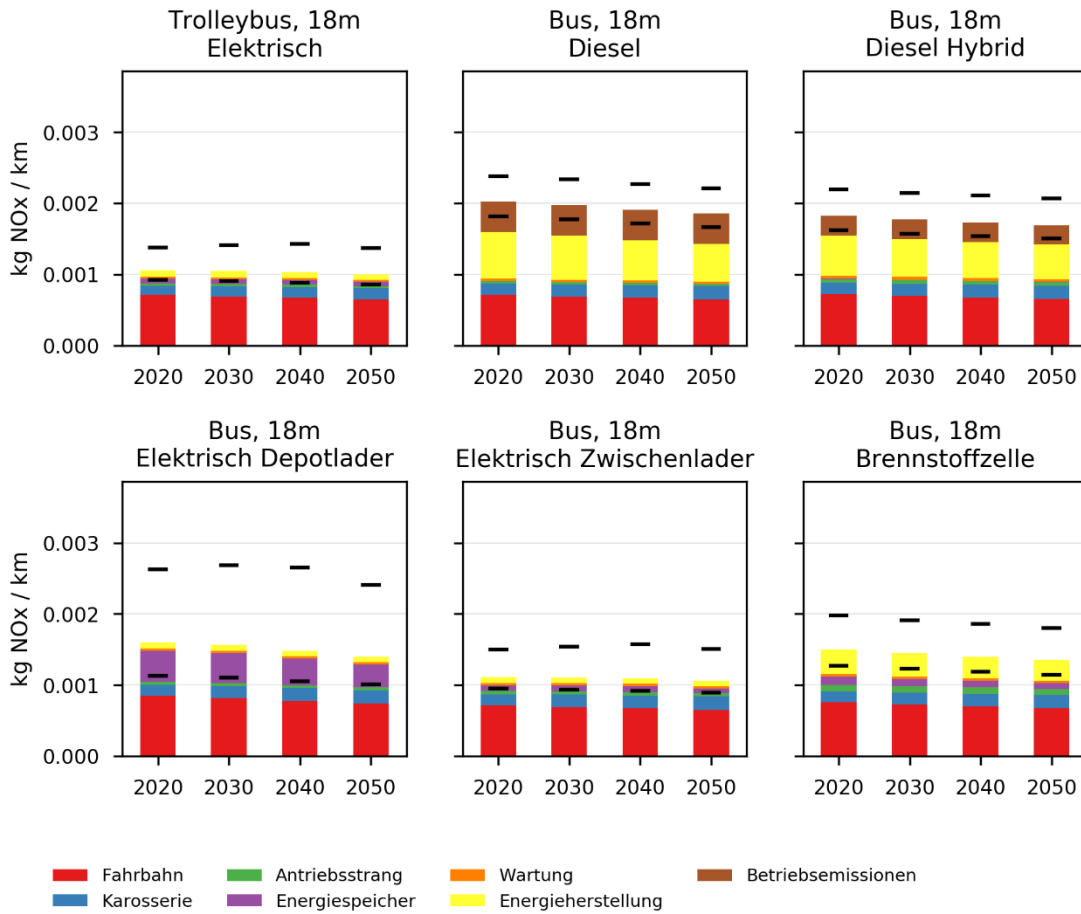 Trolleybus, 18m
Elektrisch
Bus, 18m
Diesel
Bus, 18m
Diesel Hybrid
kg NOx / km
0.003
0.002
0.001
0.000
2020 2030 2040 2050
2020 2030 2040 2050
2020 2030 2040 2050
Bus, 18m
Elektrisch Depotlader
Bus, 18m
Elektrisch Zwischenlader
Bus, 18m
Brennstoffzelle
kg NOx / km
0.003
0.002
0.001
0.000
2020 2030 2040 2050
2020 2030 2040 2050
2020 2030 2040 2050
Fahrbahn
Karosserie
Antriebsstrang
Energiespeicher
Wartung
Energieherstellung
Betriebsemissionen